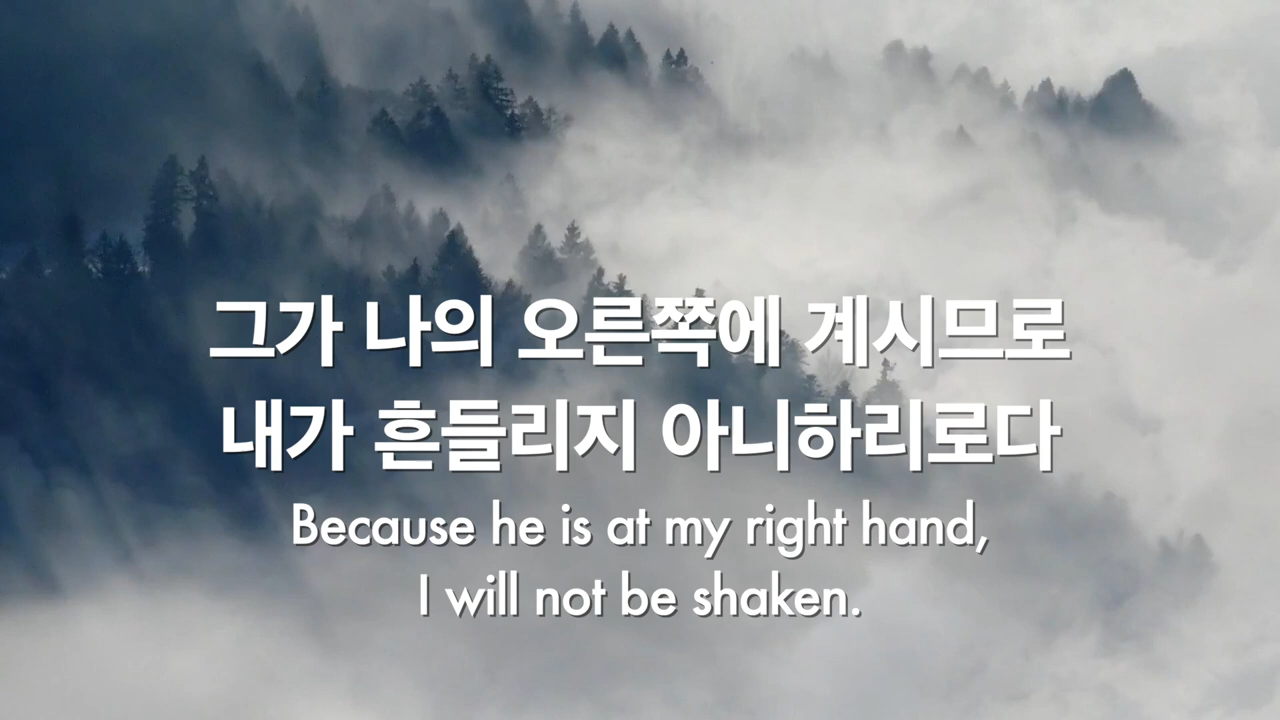 그가 나의 오른쪽에 계시므로
내가 흔들리지 아니하리로다
Because he is at my right hand,
I will not be shaken.